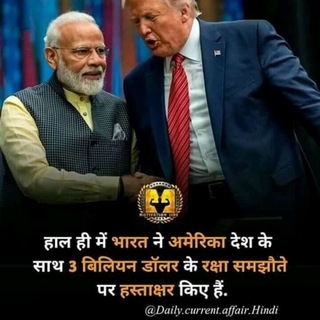 हाल ही में भारत ने अमेरिका देश के
साथ 3 बिलियन डॉलर के रक्षा समझौते
पर हस्ताक्षर किए हैं.
@Daily.current.affair.Hindi